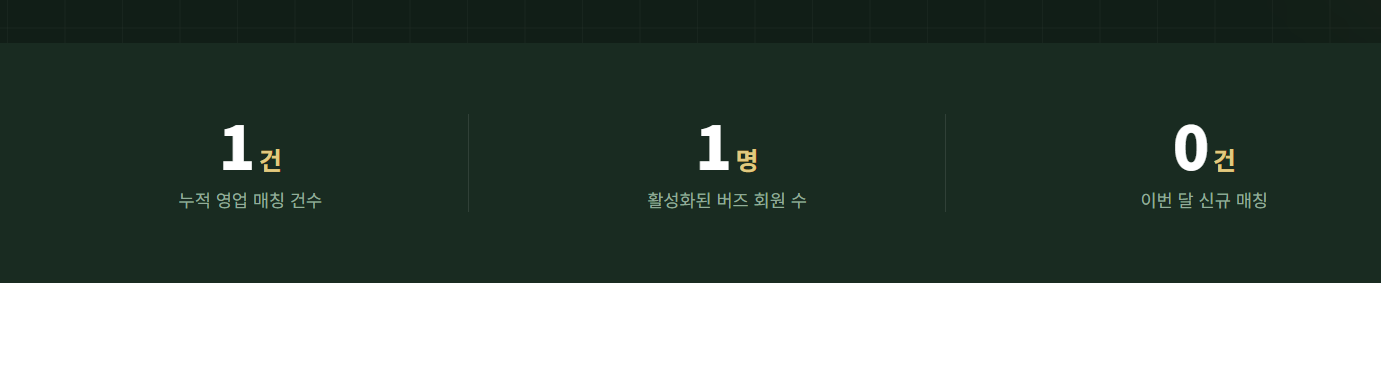 1건
누적 영업 매칭 건수
1명
활성화된 버즈 회원 수
0건
이번 달 신규 매칭